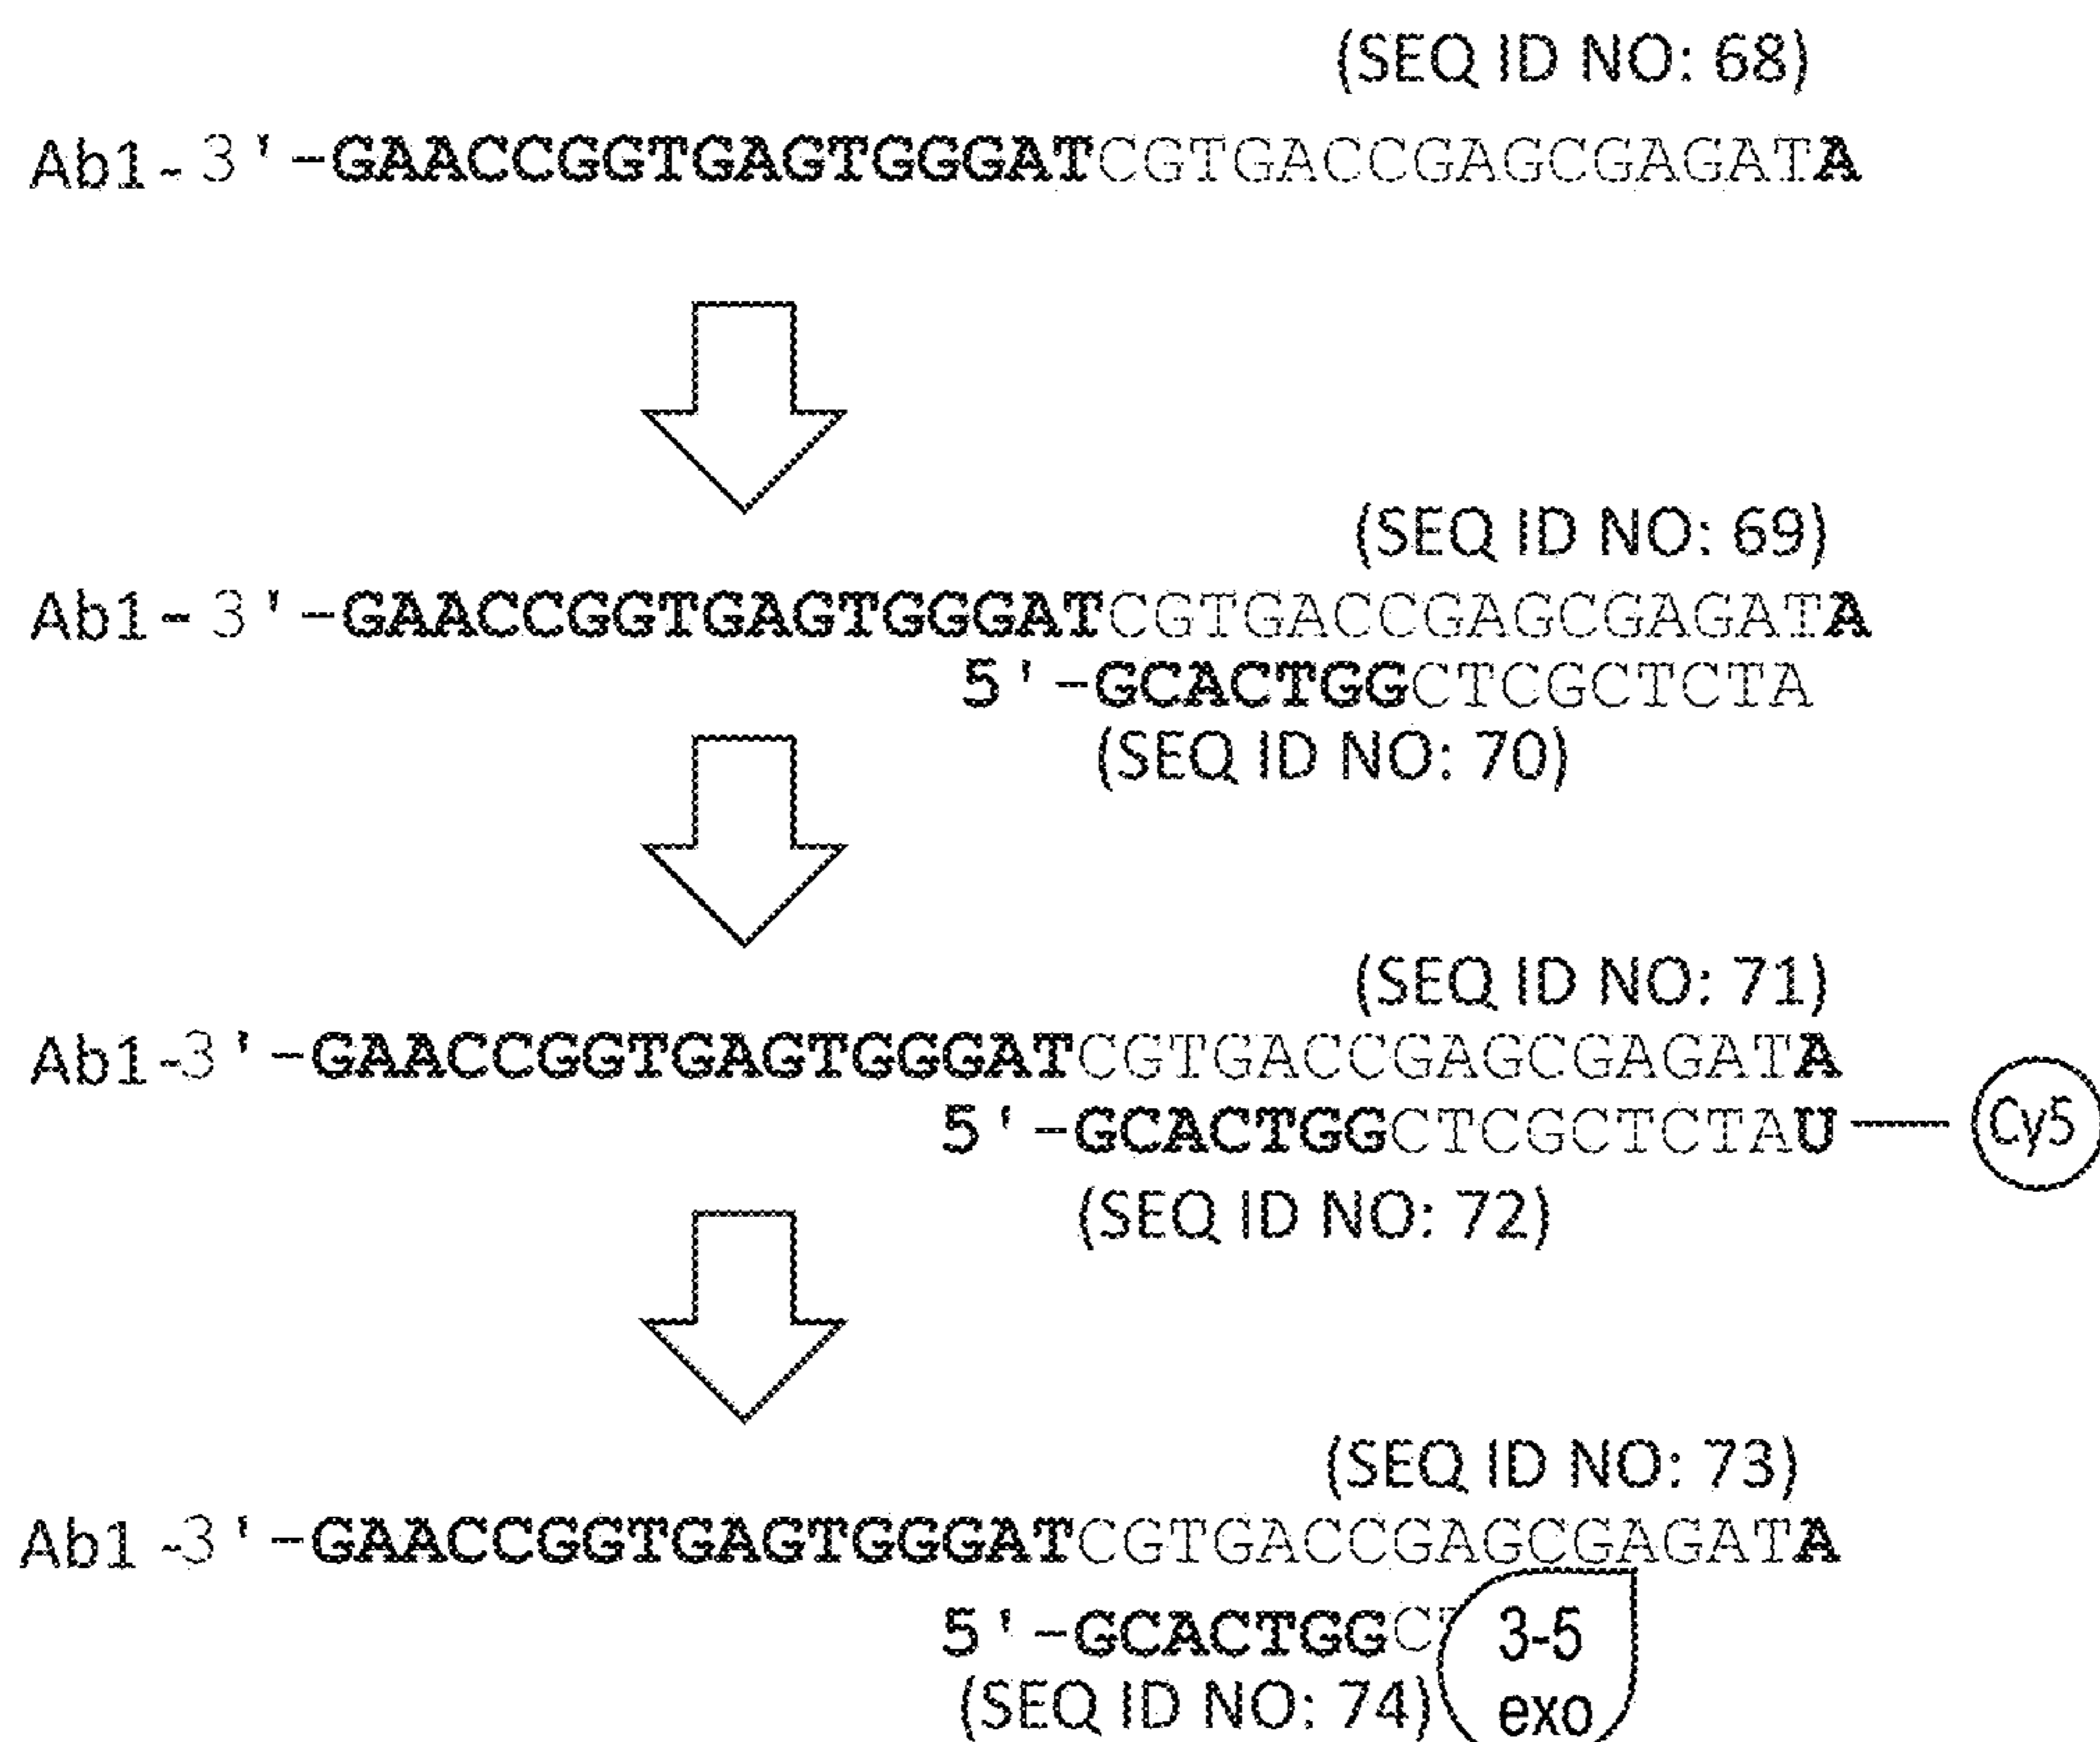 (SEQ ID NO: 68)
Ab1-3'-GAACCGGTGAGTGGGATCGTGACCGAGCGAGATA
(SEQ ID NO: 69)
Ab1-3'-GAACCGGTGAGTGGGATCGTGACCGAGCGAGATA
5'-GCACTGGCTCGCTCTA
(SEQ ID NO: 70)
(SEQ ID NO: 71)
Ab1-3'-GAACCGGTGAGTGGGATCGTGACCGAGCGAGATA
5'-GCACTGGCTCGCTCTAU
Cy5
(SEQ ID NO: 72)
(SEQ ID NO: 73)
Ab1-3'-GAACCGGTGAGTGGGATCGTGACCGAGCGAGATA
5'-GCACTGGCT
3-5
exo
(SEQ ID NO: 74)